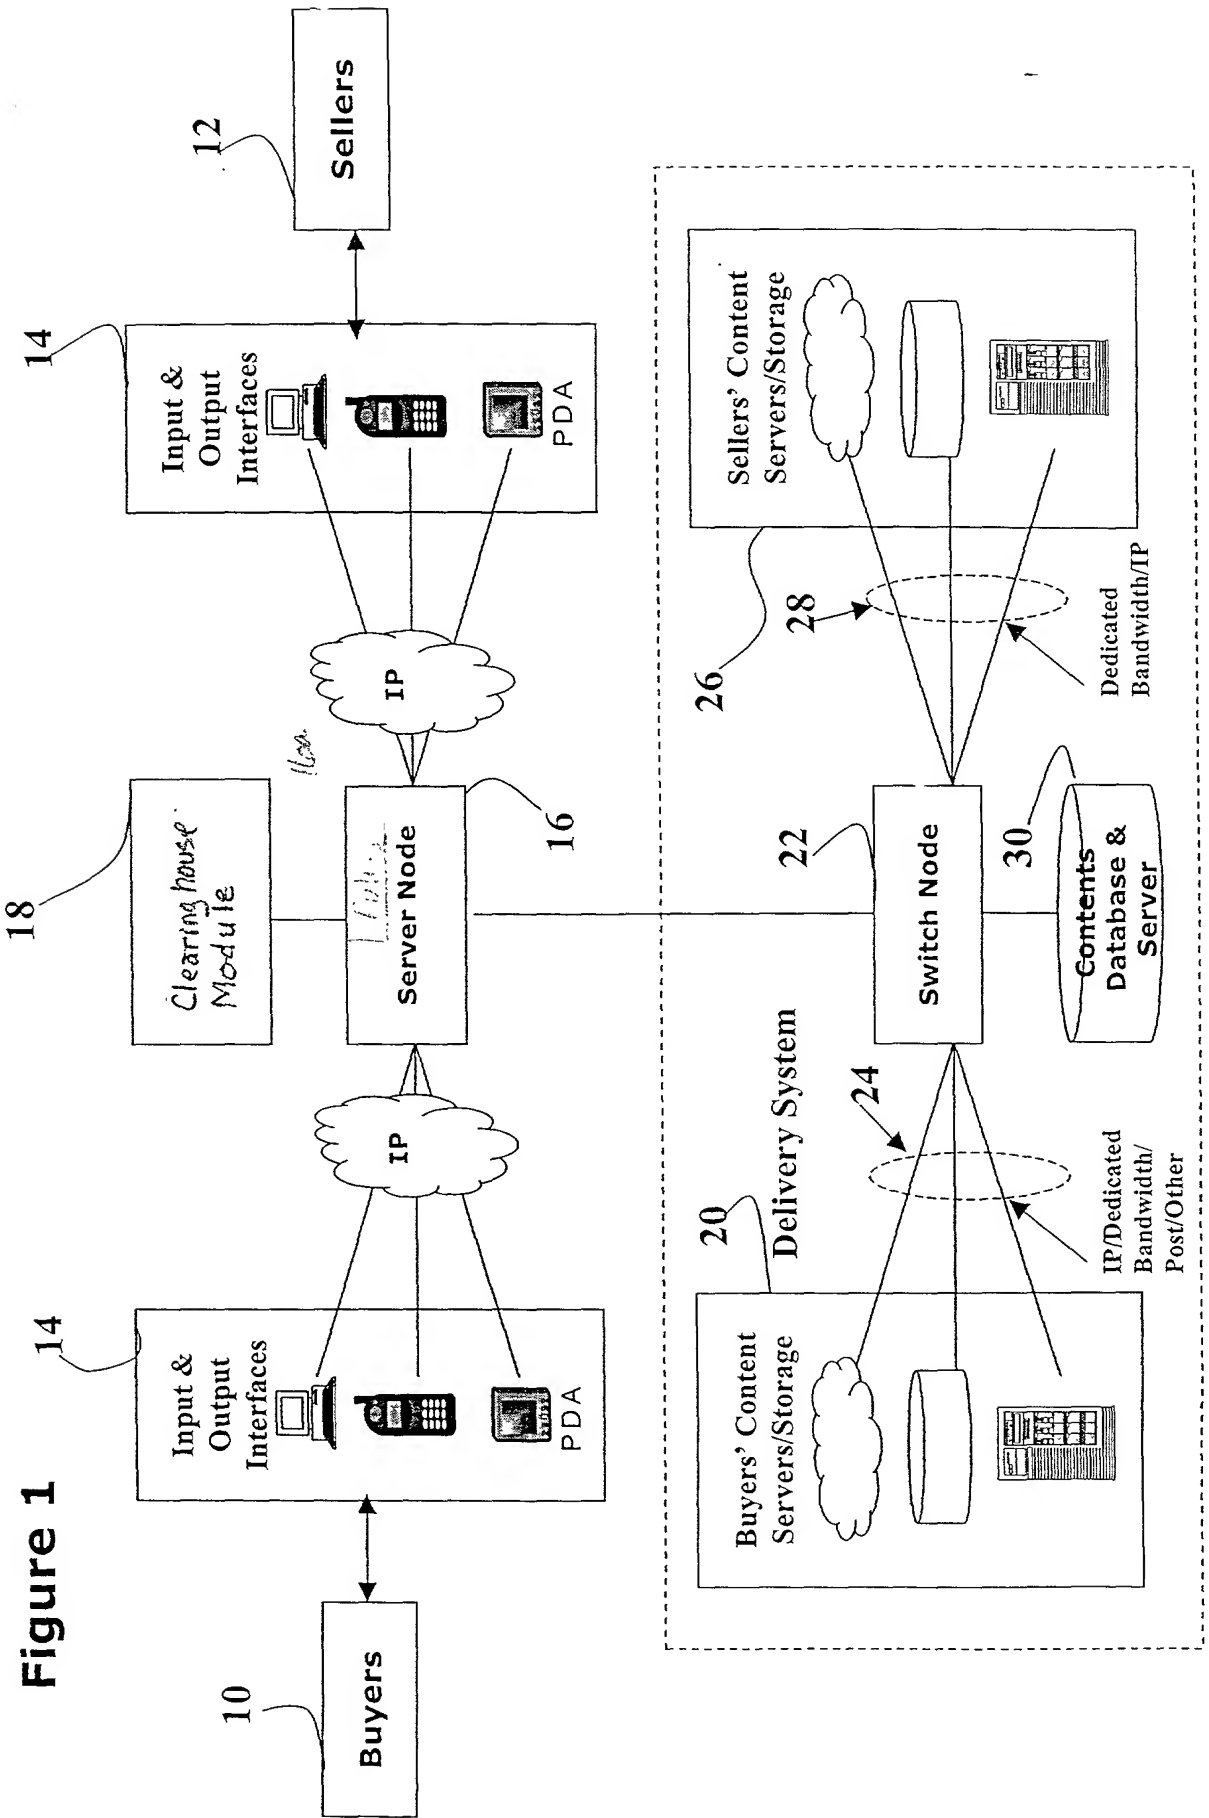 Figure 1
18
Clearinghouse
Module
14
Input &
Output
Interfaces
PDA
14
Input &
Output
Interfaces
PDA
10
Buyers
12
Sellers
IP
IP
Server Node
16
Delivery System
20
Buyers' Content
Servers/Storage
24
IP/Dedicated
Bandwidth/
Post/Other
22
Switch Node
30
Contents
Database &
Server
26
Sellers' Content
Servers/Storage
28
Dedicated
Bandwidth/IP